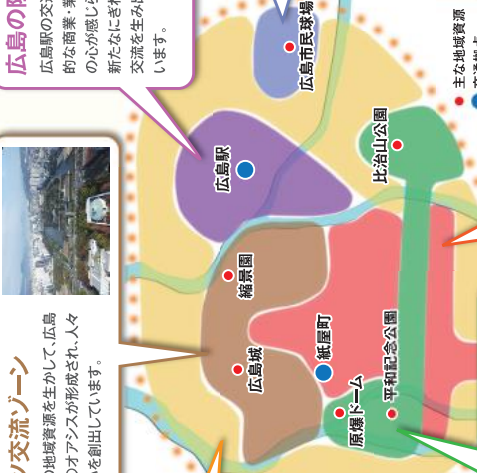 広島の陸
広島駅の交
的な商業・業
の心が感じら
新たなにぎわ
交流を生み出
います。
広島市民球場
主な地域資源
広島駅
比治山公園
縮景園
広島城
紙屋町
原爆ドーム
平和記念公園
交流ゾーン
の地域資源を生かして、広島
のオアシスが形成され、人々
を創出しています。